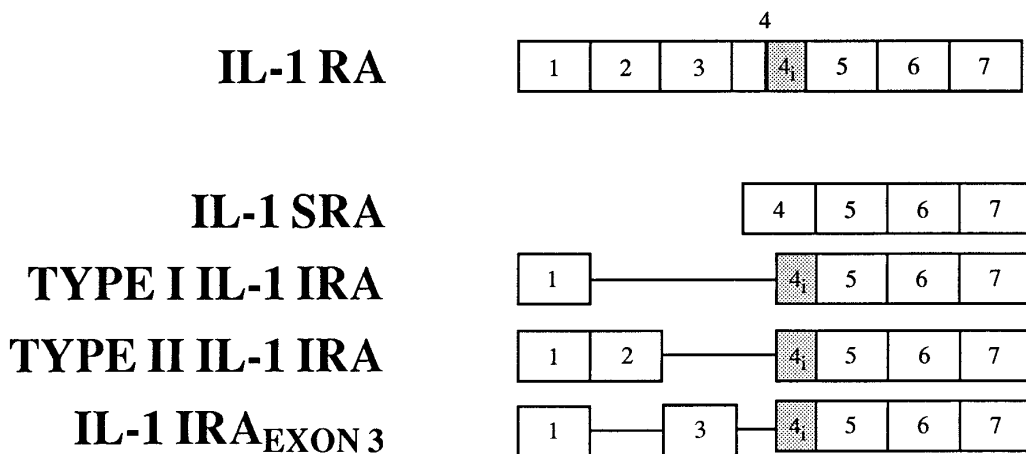 4
IL-1 RA 1 2 3 4i 5 6 7
IL-1 SRA 4 5 6 7
TYPE I IL-1 IRA 1 4i 5 6 7
TYPE II IL-1 IRA 1 2 4i 5 6 7
IL-1 IRA EXON 3 1 3 4i 5 6 7